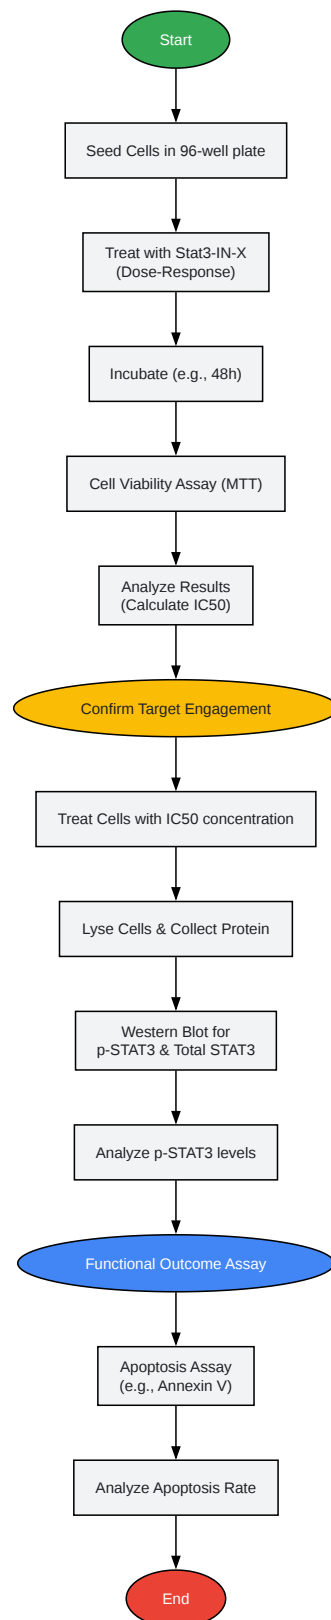 Start
Seed Cells in 96-well plate
Treat with Stat3-IN-X
(Dose-Response)
Incubate (e.g., 48h)
Cell Viability Assay (MTT)
Analyze Results
(Calculate IC50)
Confirm Target Engagement
Treat Cells with IC50 concentration
Lyse Cells & Collect Protein
Western Blot for
p-STAT3 & Total STAT3
Analyze p-STAT3 levels
Functional Outcome Assay
Apoptosis Assay
(e.g., Annexin V)
Analyze Apoptosis Rate
End